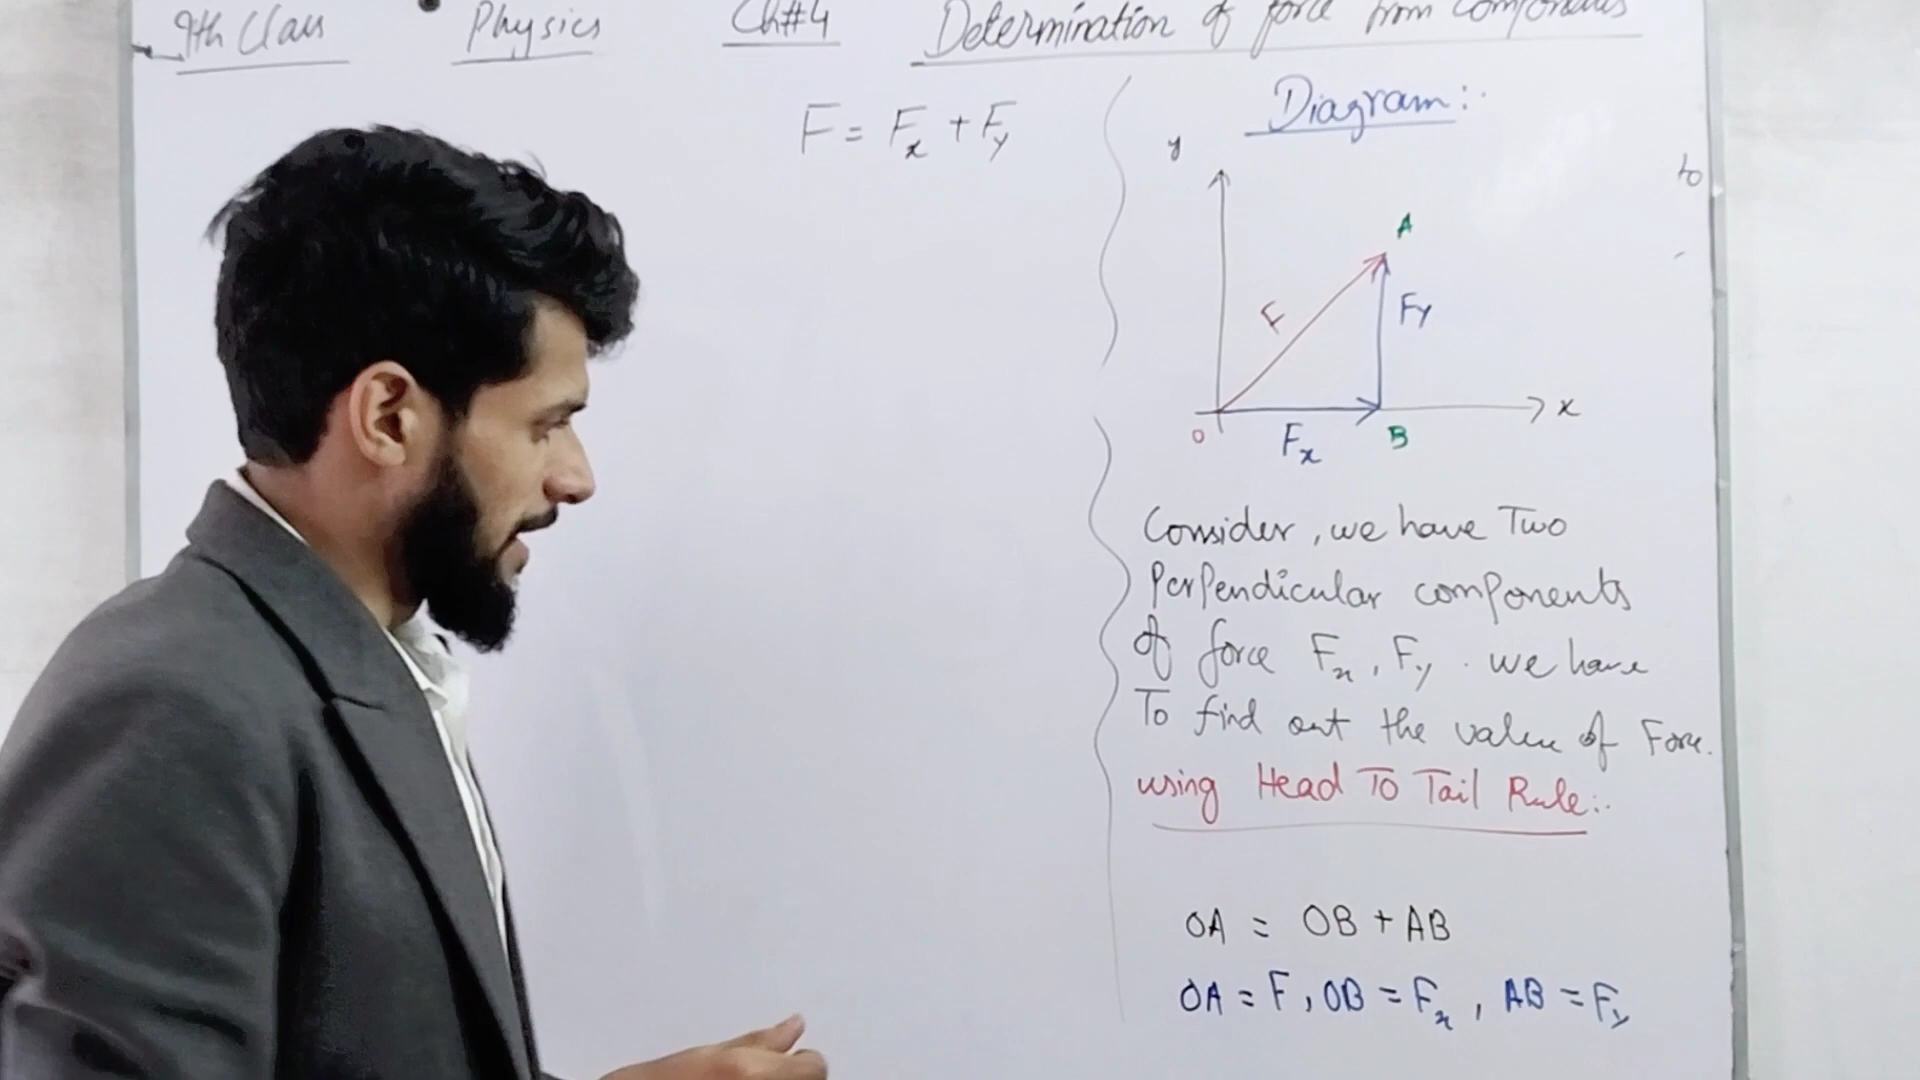 9th Class Physics Ch#4 Determination of force from components
F = Fx + Fy
Diagram:
y
to
A
F
Fy
x
O
Fx
B
Consider, we have Two
Perpendicular components
of force Fx, Fy. we have
To find out the value of Force.
using Head To Tail Rule:
OA = OB + AB
OA = F, OB = Fx, AB = Fy